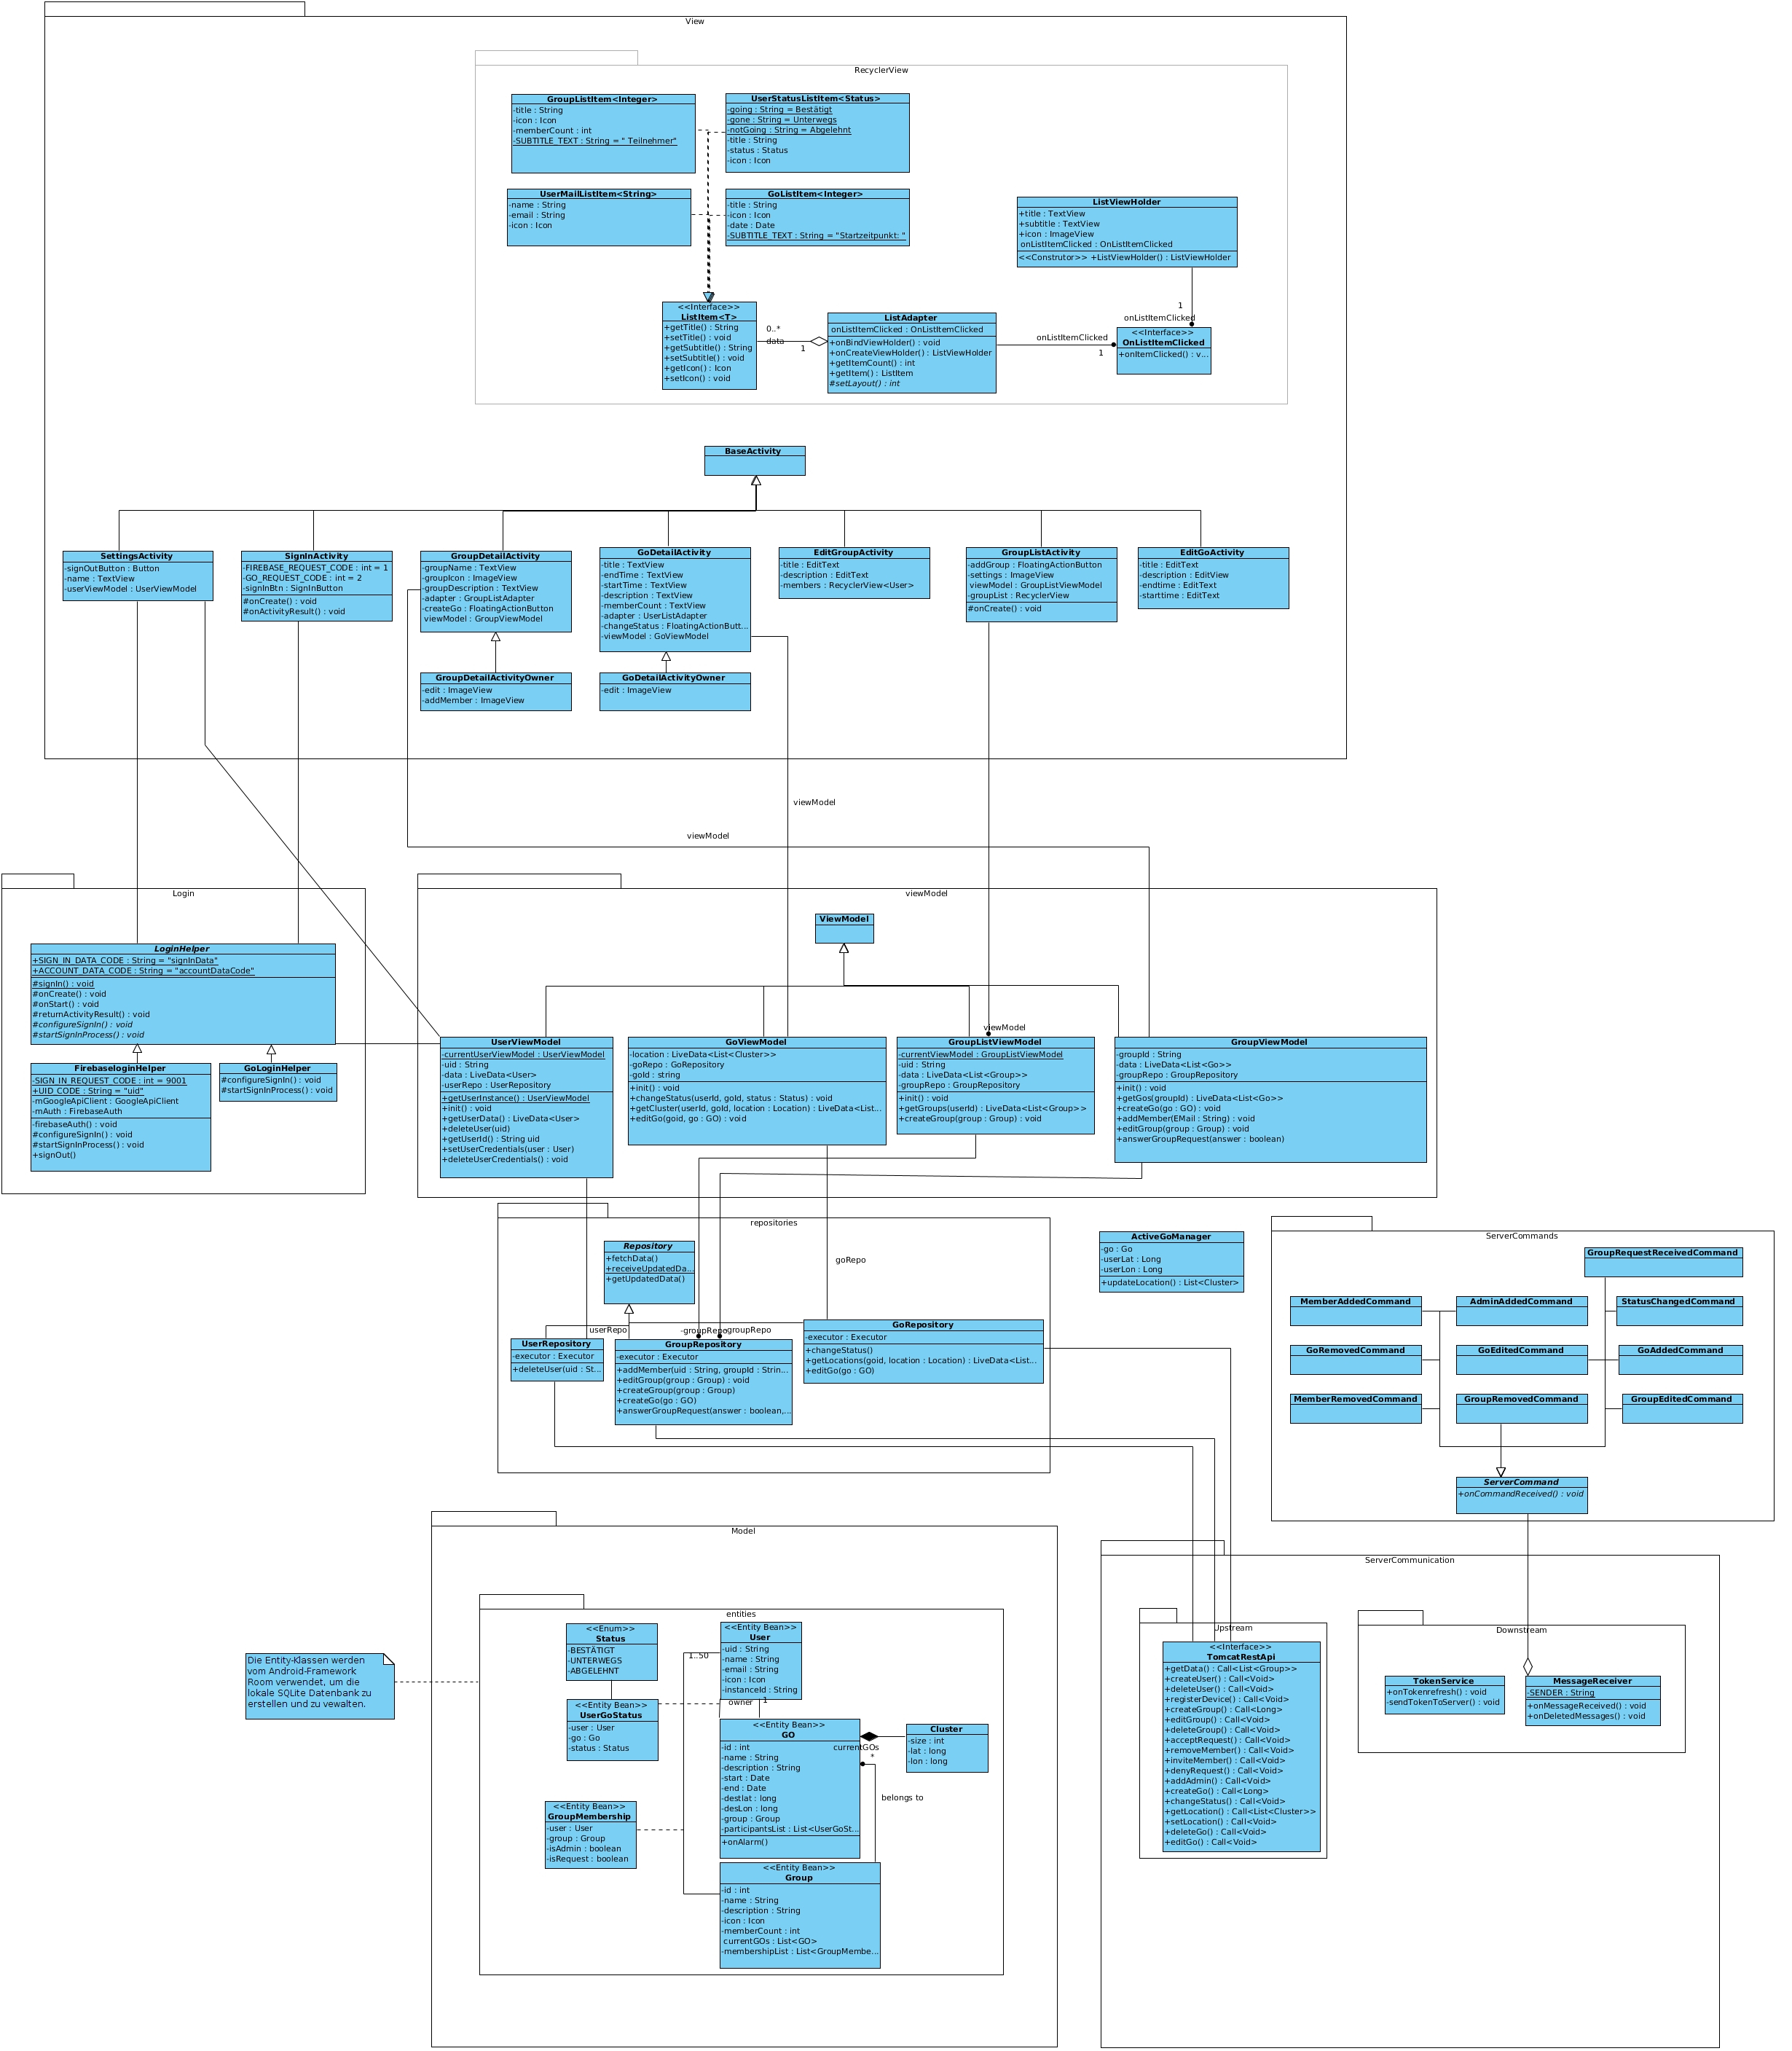 View
RecyclerView
GroupListItem<Integer>
-title : String
-icon : Icon
-memberCount : int
-SUBTITLE_TEXT : String = " Teilnehmer"
UserStatusListItem<Status>
-going : String = Bestätigt
-gone : String = Unterwegs
-notGoing : String = Abgelehnt
-title : String
-status : Status
-icon : Icon
UserMailListItem<String>
-name : String
-email : String
-icon : Icon
GoListItem<Integer>
-title : String
-icon : Icon
-date : Date
-SUBTITLE_TEXT : String = "Startzeitpunkt: "
ListViewHolder
+title : TextView
+subtitle : TextView
+icon : ImageView
onListItemClicked : OnListItemClicked
<<Construtor>> +ListViewHolder() : ListViewHolder
<<Interface>>
ListItem<T>
+getTitle() : String
+setTitle() : void
+getSubtitle() : String
+setSubtitle() : void
+getIcon() : Icon
+setIcon() : void
0..*
data
1
ListAdapter
onListItemClicked : OnListItemClicked
+onBindViewHolder() : void
+onCreateViewHolder() : ListViewHolder
+getItemCount() : int
+getItem() : ListItem
#setLayout() : int
onListItemClicked
1
1
onListItemClicked
<<Interface>>
OnListItemClicked
+onItemClicked() : v...
BaseActivity
SettingsActivity
-signOutButton : Button
-name : TextView
-userViewModel : UserViewModel
SignInActivity
-FIREBASE_REQUEST_CODE : int = 1
-GO_REQUEST_CODE : int = 2
-signInBtn : SignInButton
#onCreate() : void
#onActivityResult() : void
GroupDetailActivity
-groupName : TextView
-groupIcon : ImageView
-groupDescription : TextView
-adapter : GroupListAdapter
-createGo : FloatingActionButton
viewModel : GroupViewModel
GoDetailActivity
-title : TextView
-endTime : TextView
-startTime : TextView
-description : TextView
-memberCount : TextView
-adapter : UserListAdapter
-changeStatus : FloatingActionButt...
-viewModel : GoViewModel
EditGroupActivity
-title : EditText
-description : EditText
-members : RecyclerView<User>
GroupListActivity
-addGroup : FloatingActionButton
-settings : ImageView
viewModel : GroupListViewModel
-groupList : RecyclerView
#onCreate() : void
EditGoActivity
-title : EditText
-description : EditView
-endtime : EditText
-starttime : EditText
GroupDetailActivityOwner
-edit : ImageView
-addMember : ImageView
GoDetailActivityOwner
-edit : ImageView
viewModel
viewModel
Login
LoginHelper
+SIGN_IN_DATA_CODE : String = "signInData"
+ACCOUNT_DATA_CODE : String = "accountDataCode"
#signIn() : void
#onCreate() : void
#onStart() : void
#returnActivityResult() : void
#configureSignIn() : void
#startSignInProcess() : void
FirebaseloginHelper
-SIGN_IN_REQUEST_CODE : int = 9001
+UID_CODE : String = "uid"
-mGoogleApiClient : GoogleApiClient
-mAuth : FirebaseAuth
-firebaseAuth() : void
#configureSignIn() : void
#startSignInProcess() : void
+signOut()
GoLoginHelper
#configureSignIn() : void
#startSignInProcess() : void
viewModel
ViewModel
viewModel
UserViewModel
-currentUserViewModel : UserViewModel
-uid : String
-data : LiveData<User>
-userRepo : UserRepository
+getUserInstance() : UserViewModel
+init() : void
+getData() : LiveData<User>
+deleteUser(uid)
+getUserId() : String uid
+setUserCredentials(user : User)
+deleteUserCredentials() : void
GoViewModel
-location : LiveData<List<Cluster>>
-goRepo : GoRepository
-goId : string
+init() : void
+changeStatus(userId, goId, status : Status) : void
+getCluster(userId, goId, location : Location) : LiveData<List...
+editGo(goid, go : GO) : void
GroupListViewModel
-currentViewModel : GroupListViewModel
-uid : String
-data : LiveData<List<Group>>
-groupRepo : GroupRepository
+init() : void
+getGroups(userId) : LiveData<List<Group>>
+createGroup(group : Group) : void
GroupViewModel
-groupId : String
-data : LiveData<List<Go>>
-groupRepo : GroupRepository
+init() : void
+getGos(groupId) : LiveData<List<Go>>
+createGo(go : GO) : void
+addMember(EMail : String) : void
+editGroup(group : Group) : void
+answerGroupRequest(answer : boolean)
repositories
Repository
+fetchData()
+receiveUpdatedDa...
+getUpdatedData()
goRepo
userRepo
-groupRepo
groupRepo
UserRepository
-executor : Executor
+deleteUser(uid : St...
GroupRepository
-executor : Executor
+addMember(uid : String, groupId : Strin...
+editGroup(group : Group) : void
+createGroup(group : Group)
+createGo(go : GO)
+answerGroupRequest(answer : boolean,...
GoRepository
-executor : Executor
+changeStatus()
+getLocations(goid, location : Location) : LiveData<List...
+editGo(go : GO)
ActiveGoManager
-go : Go
-userLat : Long
-userLon : Long
+updateLocation() : List<Cluster>
ServerCommands
GroupRequestReceivedCommand
MemberAddedCommand
AdminAddedCommand
StatusChangedCommand
GoRemovedCommand
GoEditedCommand
GoAddedCommand
MemberRemovedCommand
GroupRemovedCommand
GroupEditedCommand
ServerCommand
+onCommandReceived() : void
Model
entities
<<Enum>>
Status
-BESTÄTIGT
-UNTERWEGS
-ABGELEHNT
<<Entity Bean>>
User
-uid : String
-name : String
-email : String
-icon : Icon
-instanceId : String
1..50
owner
1
<<Entity Bean>>
UserGoStatus
-user : User
-go : Go
-status : Status
<<Entity Bean>>
GO
-id : int
-name : String
-description : String
-start : Date
-end : Date
-destlat : long
-desLon : long
-group : Group
-participantsList : List<UserGoSt...
+onAlarm()
Cluster
-size : int
-lat : long
-lon : long
currentGOs
*
belongs to
<<Entity Bean>>
GroupMembership
-user : User
-group : Group
-isAdmin : boolean
-isRequest : boolean
<<Entity Bean>>
Group
-id : int
-name : String
-description : String
-icon : Icon
-memberCount : int
currentGOs : List<GO>
-membershipList : List<GroupMembe...
Die Entity-Klassen werden
vom Android-Framework
Room verwendet, um die
lokale SQLite Datenbank zu
erstellen und zu vewalten.
ServerCommunication
Upstream
<<Interface>>
TomcatRestApi
+getData() : Call<List<Group>>
+createUser() : Call<Void>
+deleteUser() : Call<Void>
+registerDevice() : Call<Void>
+createGroup() : Call<Long>
+editGroup() : Call<Void>
+deleteGroup() : Call<Void>
+acceptRequest() : Call<Void>
+removeMember() : Call<Void>
+inviteMember() : Call<Void>
+denyRequest() : Call<Void>
+addAdmin() : Call<Void>
+createGo() : Call<Long>
+changeStatus() : Call<Void>
+getLocation() : Call<List<Cluster>>
+setLocation() : Call<Void>
+deleteGo() : Call<Void>
+editGo() : Call<Void>
Downstream
TokenService
+onTokenrefresh() : void
-sendTokenToServer() : void
MessageReceiver
-SENDER : String
+onMessageReceived() : void
+onDeletedMessages() : void